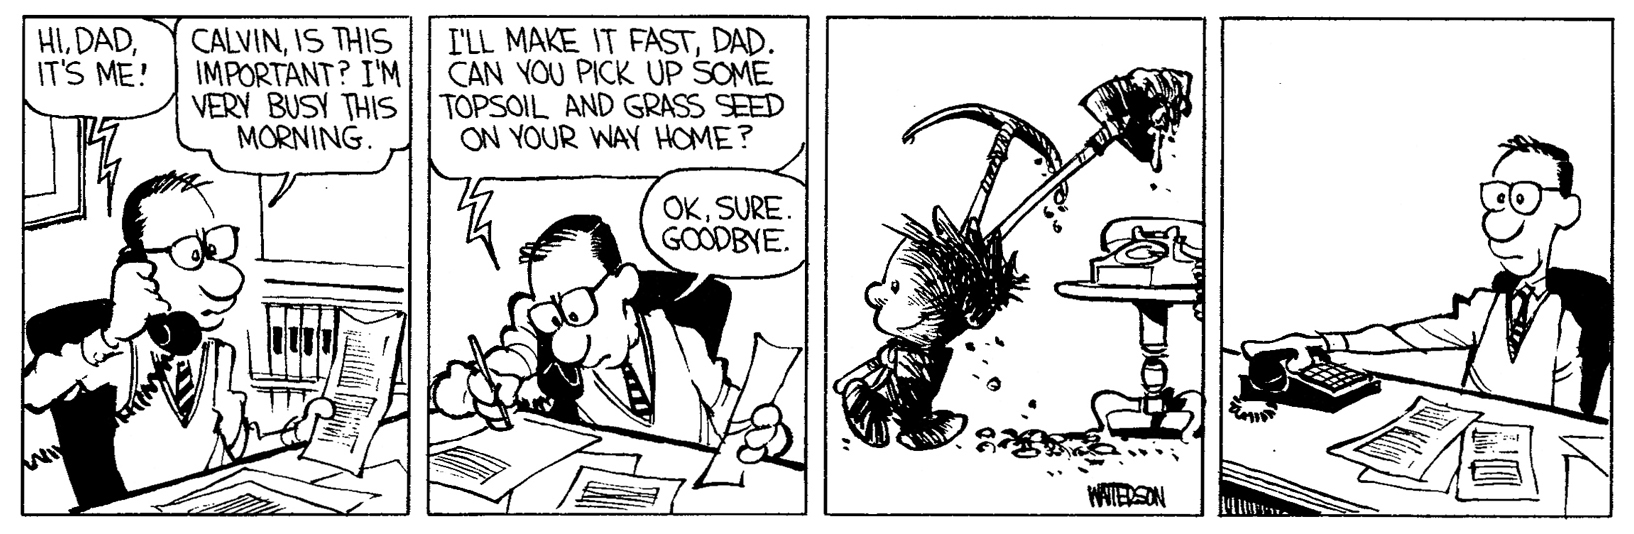 HI, DAD,
IT'S ME!
CALVIN, IS THIS
IMPORTANT? I'M
VERY BUSY THIS
MORNING.
I'LL MAKE IT FAST, DAD.
CAN YOU PICK UP SOME
TOPSOIL AND GRASS SEED
ON YOUR WAY HOME?
OK, SURE.
GOODBYE.
WATTERSON